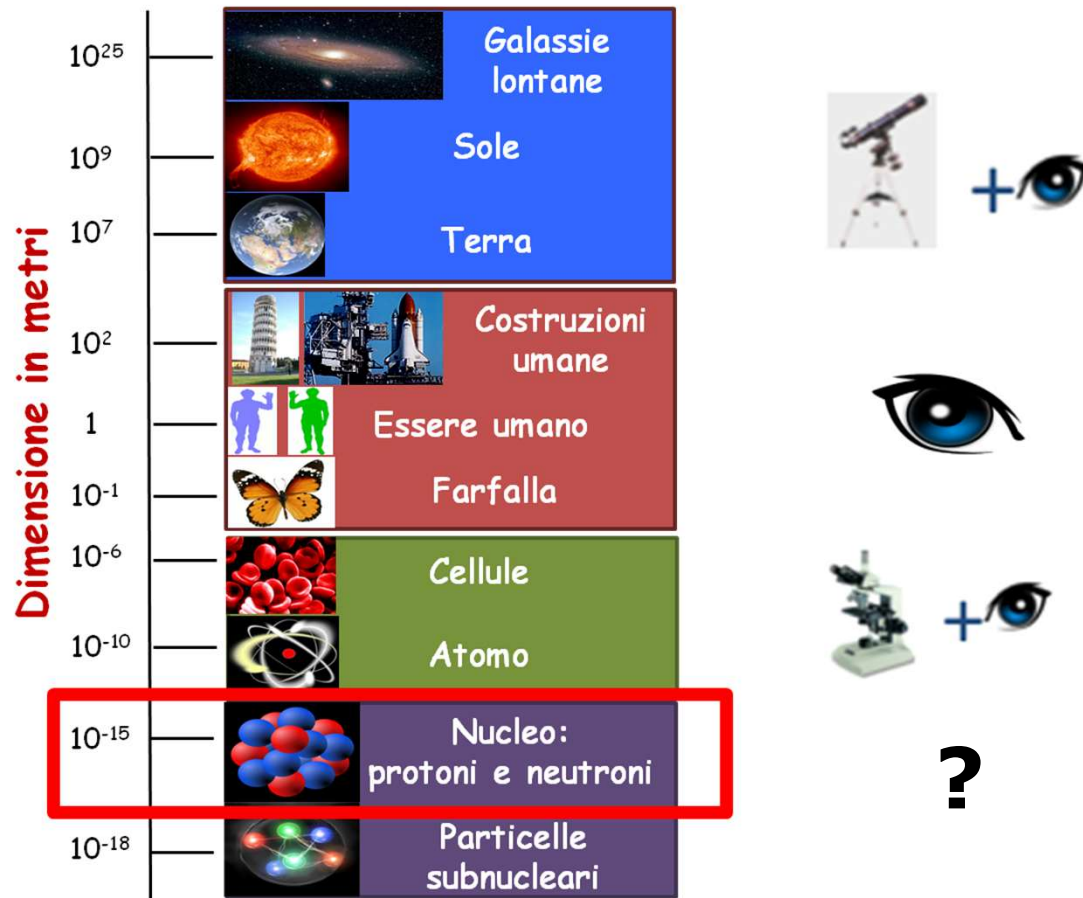 Dimensione in metri
10²⁵
Galassie
lontane
10⁹
Sole
10⁷
Terra
+
10²
Costruzioni
umane
1
Essere umano
10⁻¹
Farfalla
10⁻⁶
Cellule
+
10⁻¹⁰
Atomo
10⁻¹⁵
Nucleo:
protoni e neutroni
?
10⁻¹⁸
Particelle
subnucleari